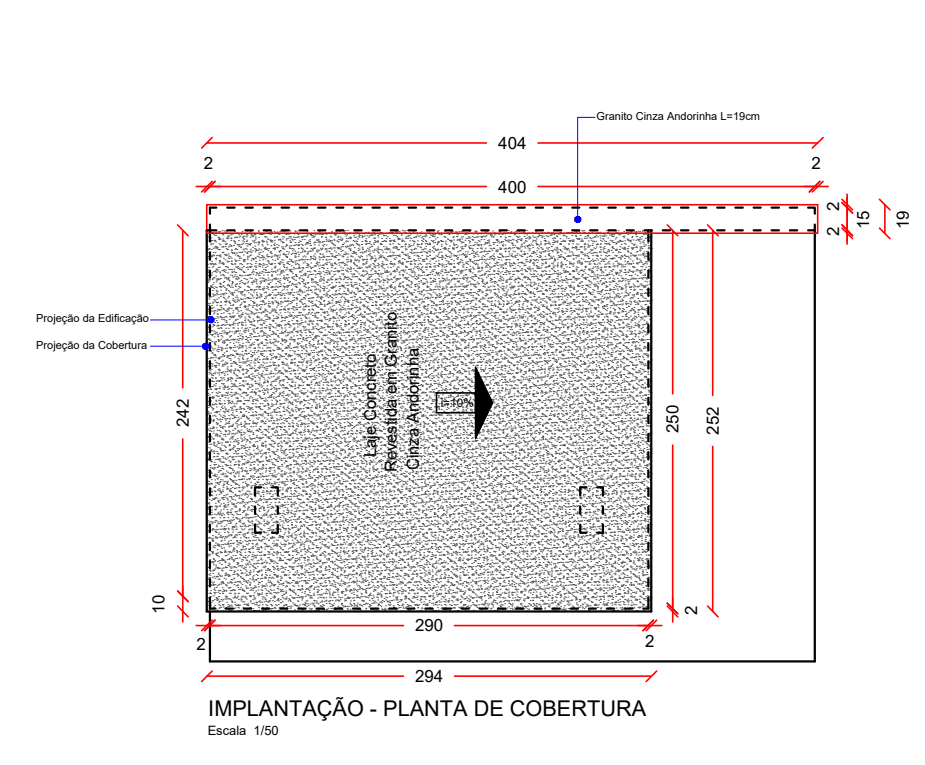 Granito Cinza Andorinha L=19cm
404
2
2
400
2
15
19
2
Projeção da Edificação
Projeção da Cobertura
Laje Concreto
Revestida em Granito
Cinza Andorinha
i=10%
242
250
252
10
2
290
2
2
294
IMPLANTAÇÃO - PLANTA DE COBERTURA
Escala 1/50